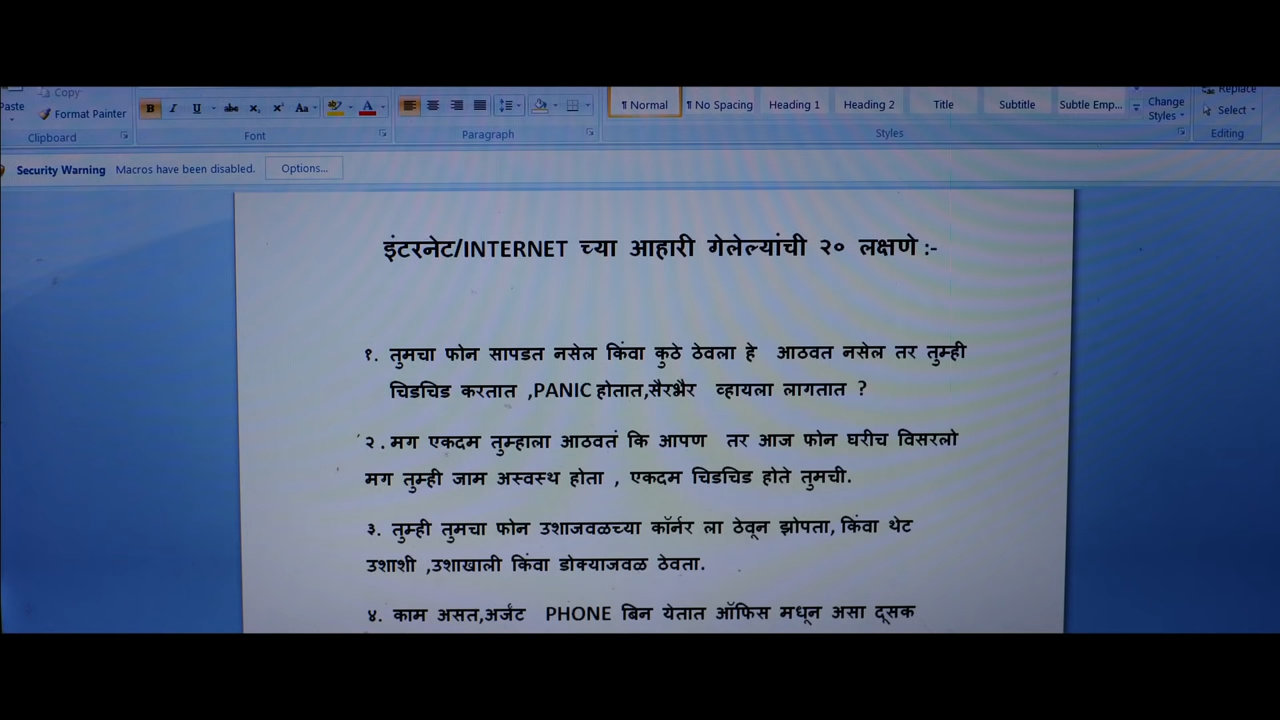 Copy
Replace
Paste
Format Painter
B I U abc X₂ X² Aa A
¶ Normal ¶ No Spacing Heading 1 Heading 2 Title Subtitle Subtle Emp... Change Styles
Select
Clipboard Font Paragraph Styles Editing
Security Warning Macros have been disabled. Options...
इंटरनेट/INTERNET च्या आहारी गेलेल्यांची २० लक्षणे :-
१. तुमचा फोन सापडत नसेल किंवा कुठे ठेवला हे आठवत नसेल तर तुम्ही
चिडचिड करतात ,PANIC होतात,सैरभैर व्हायला लागतात ?
२ . मग एकदम तुम्हाला आठवतं कि आपण तर आज फोन घरीच विसरलो
मग तुम्ही जाम अस्वस्थ होता , एकदम चिडचिड होते तुमची.
३. तुम्ही तुमचा फोन उशाजवळच्या कॉर्नर ला ठेवून झोपता, किंवा थेट
उशाशी ,उशाखाली किंवा डोक्याजवळ ठेवता.
४. काम असत,अर्जंट PHONE बिन येतात ऑफिस मधून असा दूसक